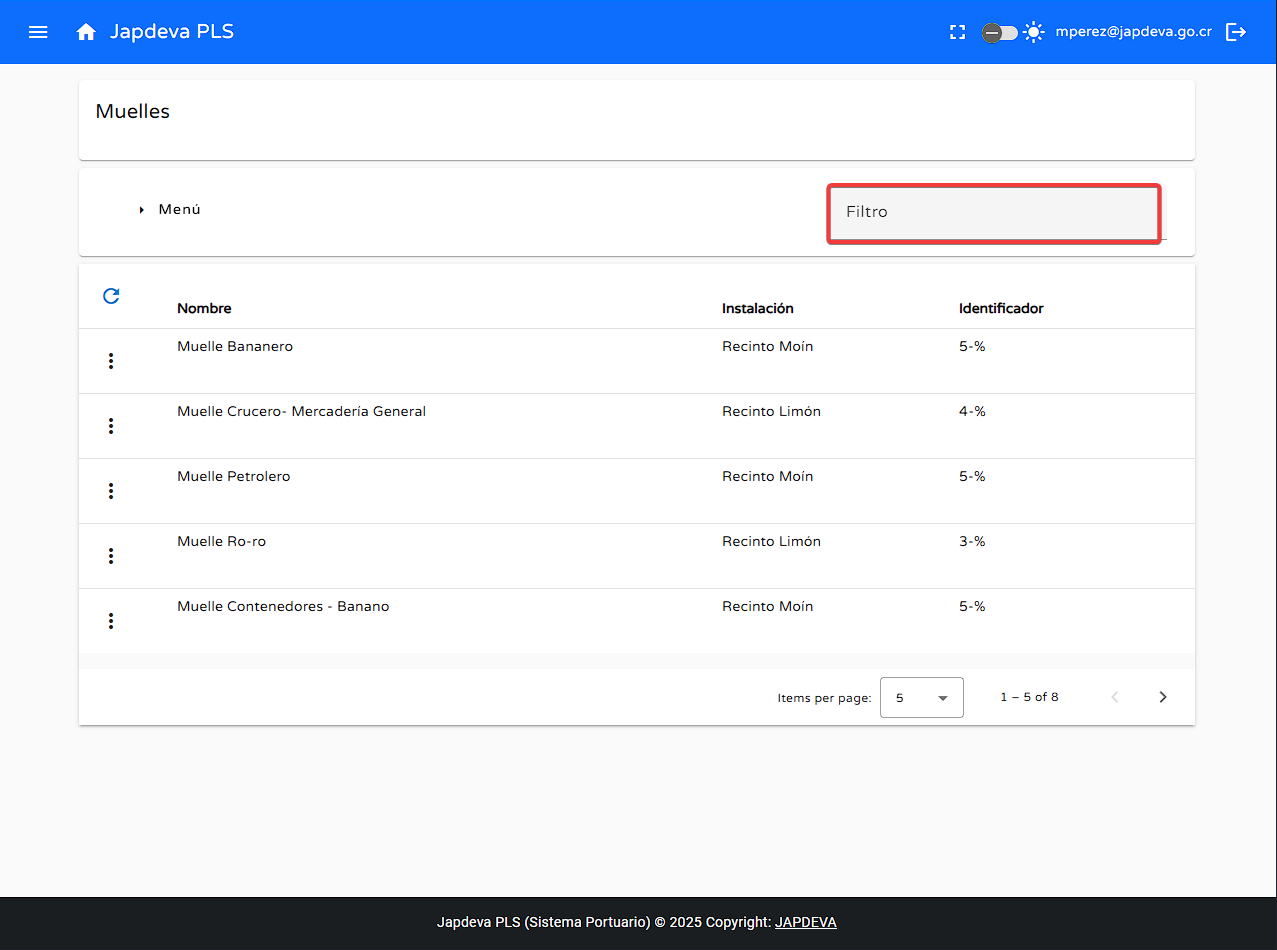 Japdeva PLS
mperez@japdeva.go.cr
Muelles
Menú
Filtro
Nombre Instalación Identificador
Muelle Bananero Recinto Moín 5-%
Muelle Crucero- Mercadería General Recinto Limón 4-%
Muelle Petrolero Recinto Moín 5-%
Muelle Ro-ro Recinto Limón 3-%
Muelle Contenedores - Banano Recinto Moín 5-%
Items per page: 5 1 – 5 of 8
Japdeva PLS (Sistema Portuario) © 2025 Copyright: JAPDEVA